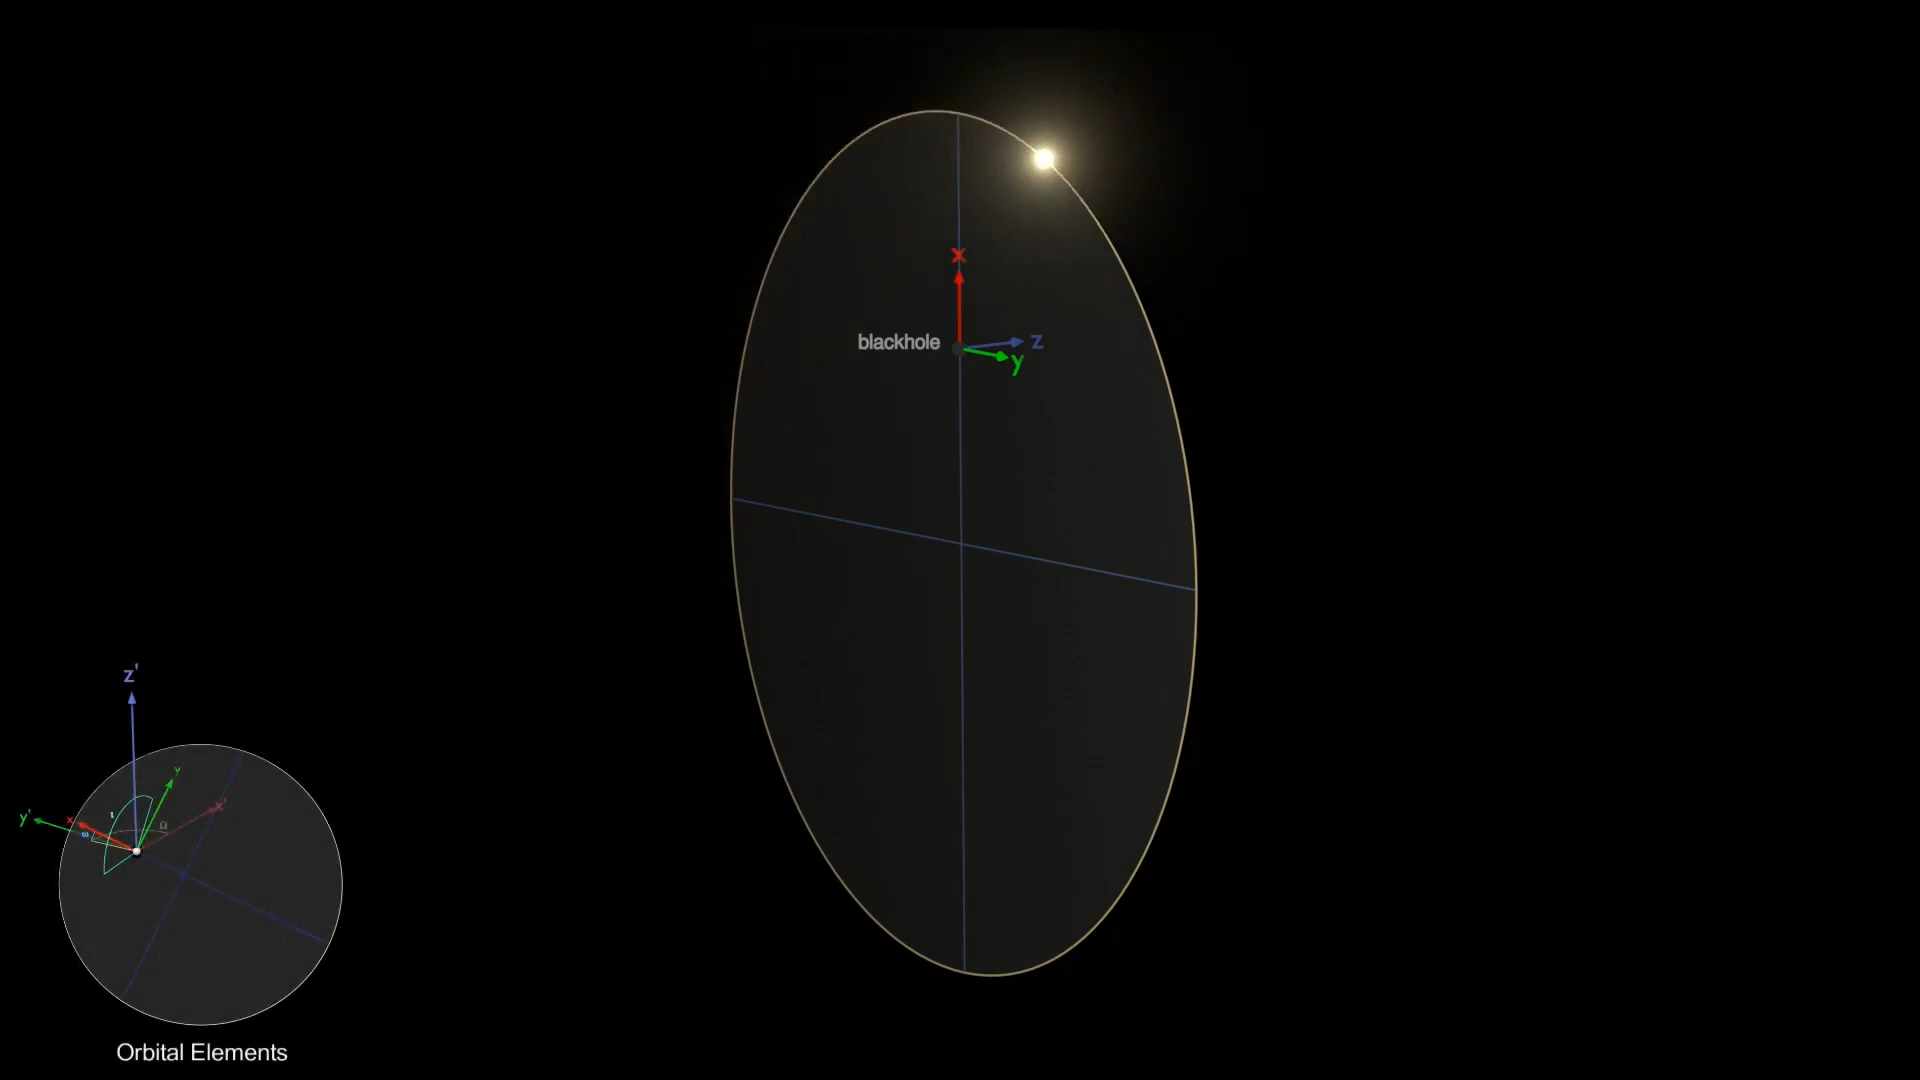 x
blackhole
z
y
z'
y
x'
y'
x
ι
Ω
ω
Orbital Elements